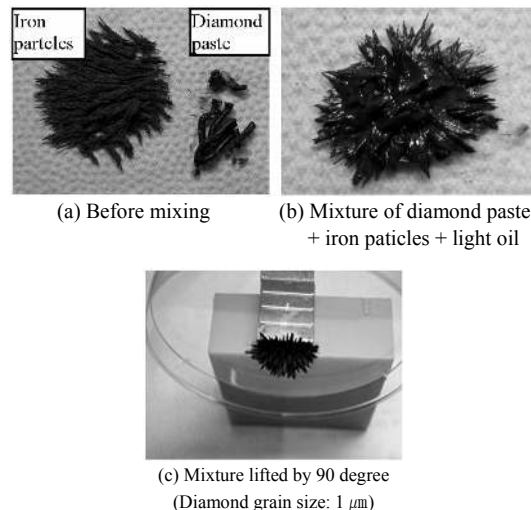 Iron
parteles
Diamond
paste
(a) Before mixing
(b) Mixture of diamond paste
+ iron paticles + light oil
(c) Mixture lifted by 90 degree
(Diamond grain size: 1 ㎛)